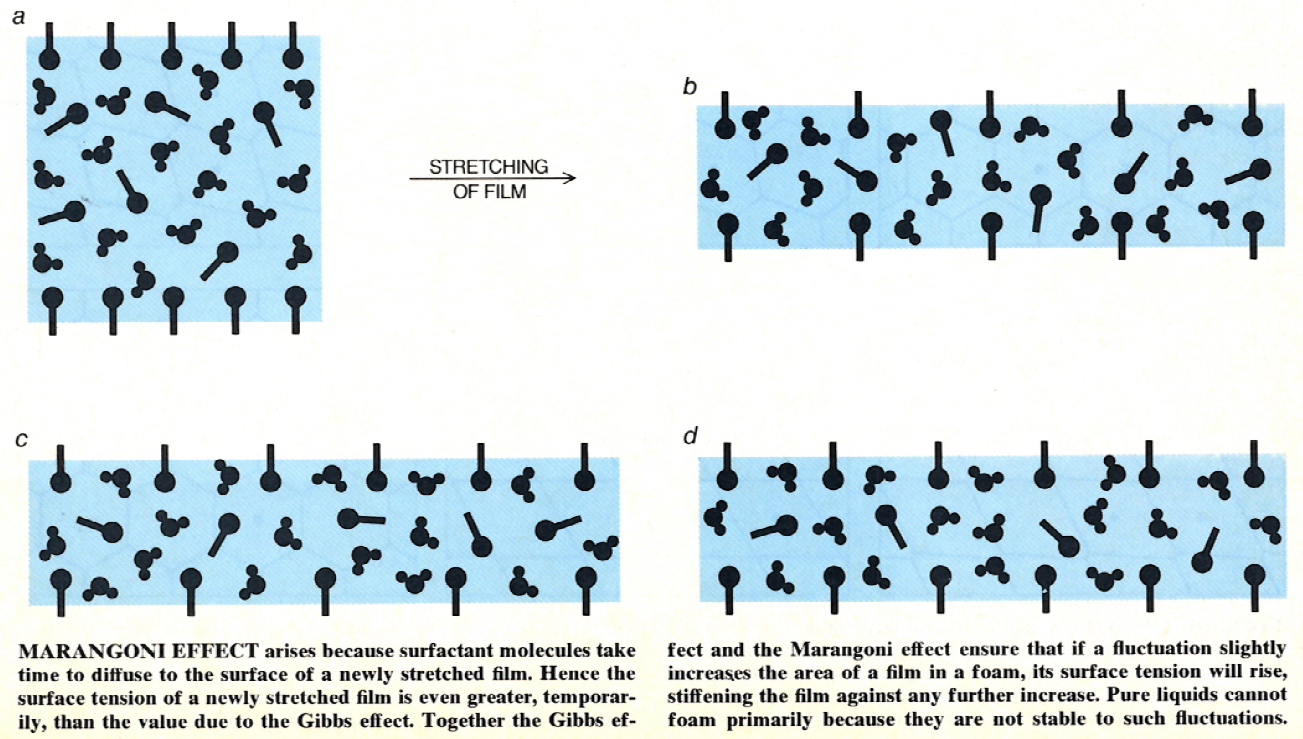 a
b
STRETCHING
OF FILM
c
d
MARANGONI EFFECT arises because surfactant molecules take
time to diffuse to the surface of a newly stretched film. Hence the
surface tension of a newly stretched film is even greater, temporar-
ily, than the value due to the Gibbs effect. Together the Gibbs ef-
fect and the Marangoni effect ensure that if a fluctuation slightly
increases the area of a film in a foam, its surface tension will rise,
stiffening the film against any further increase. Pure liquids cannot
foam primarily because they are not stable to such fluctuations.